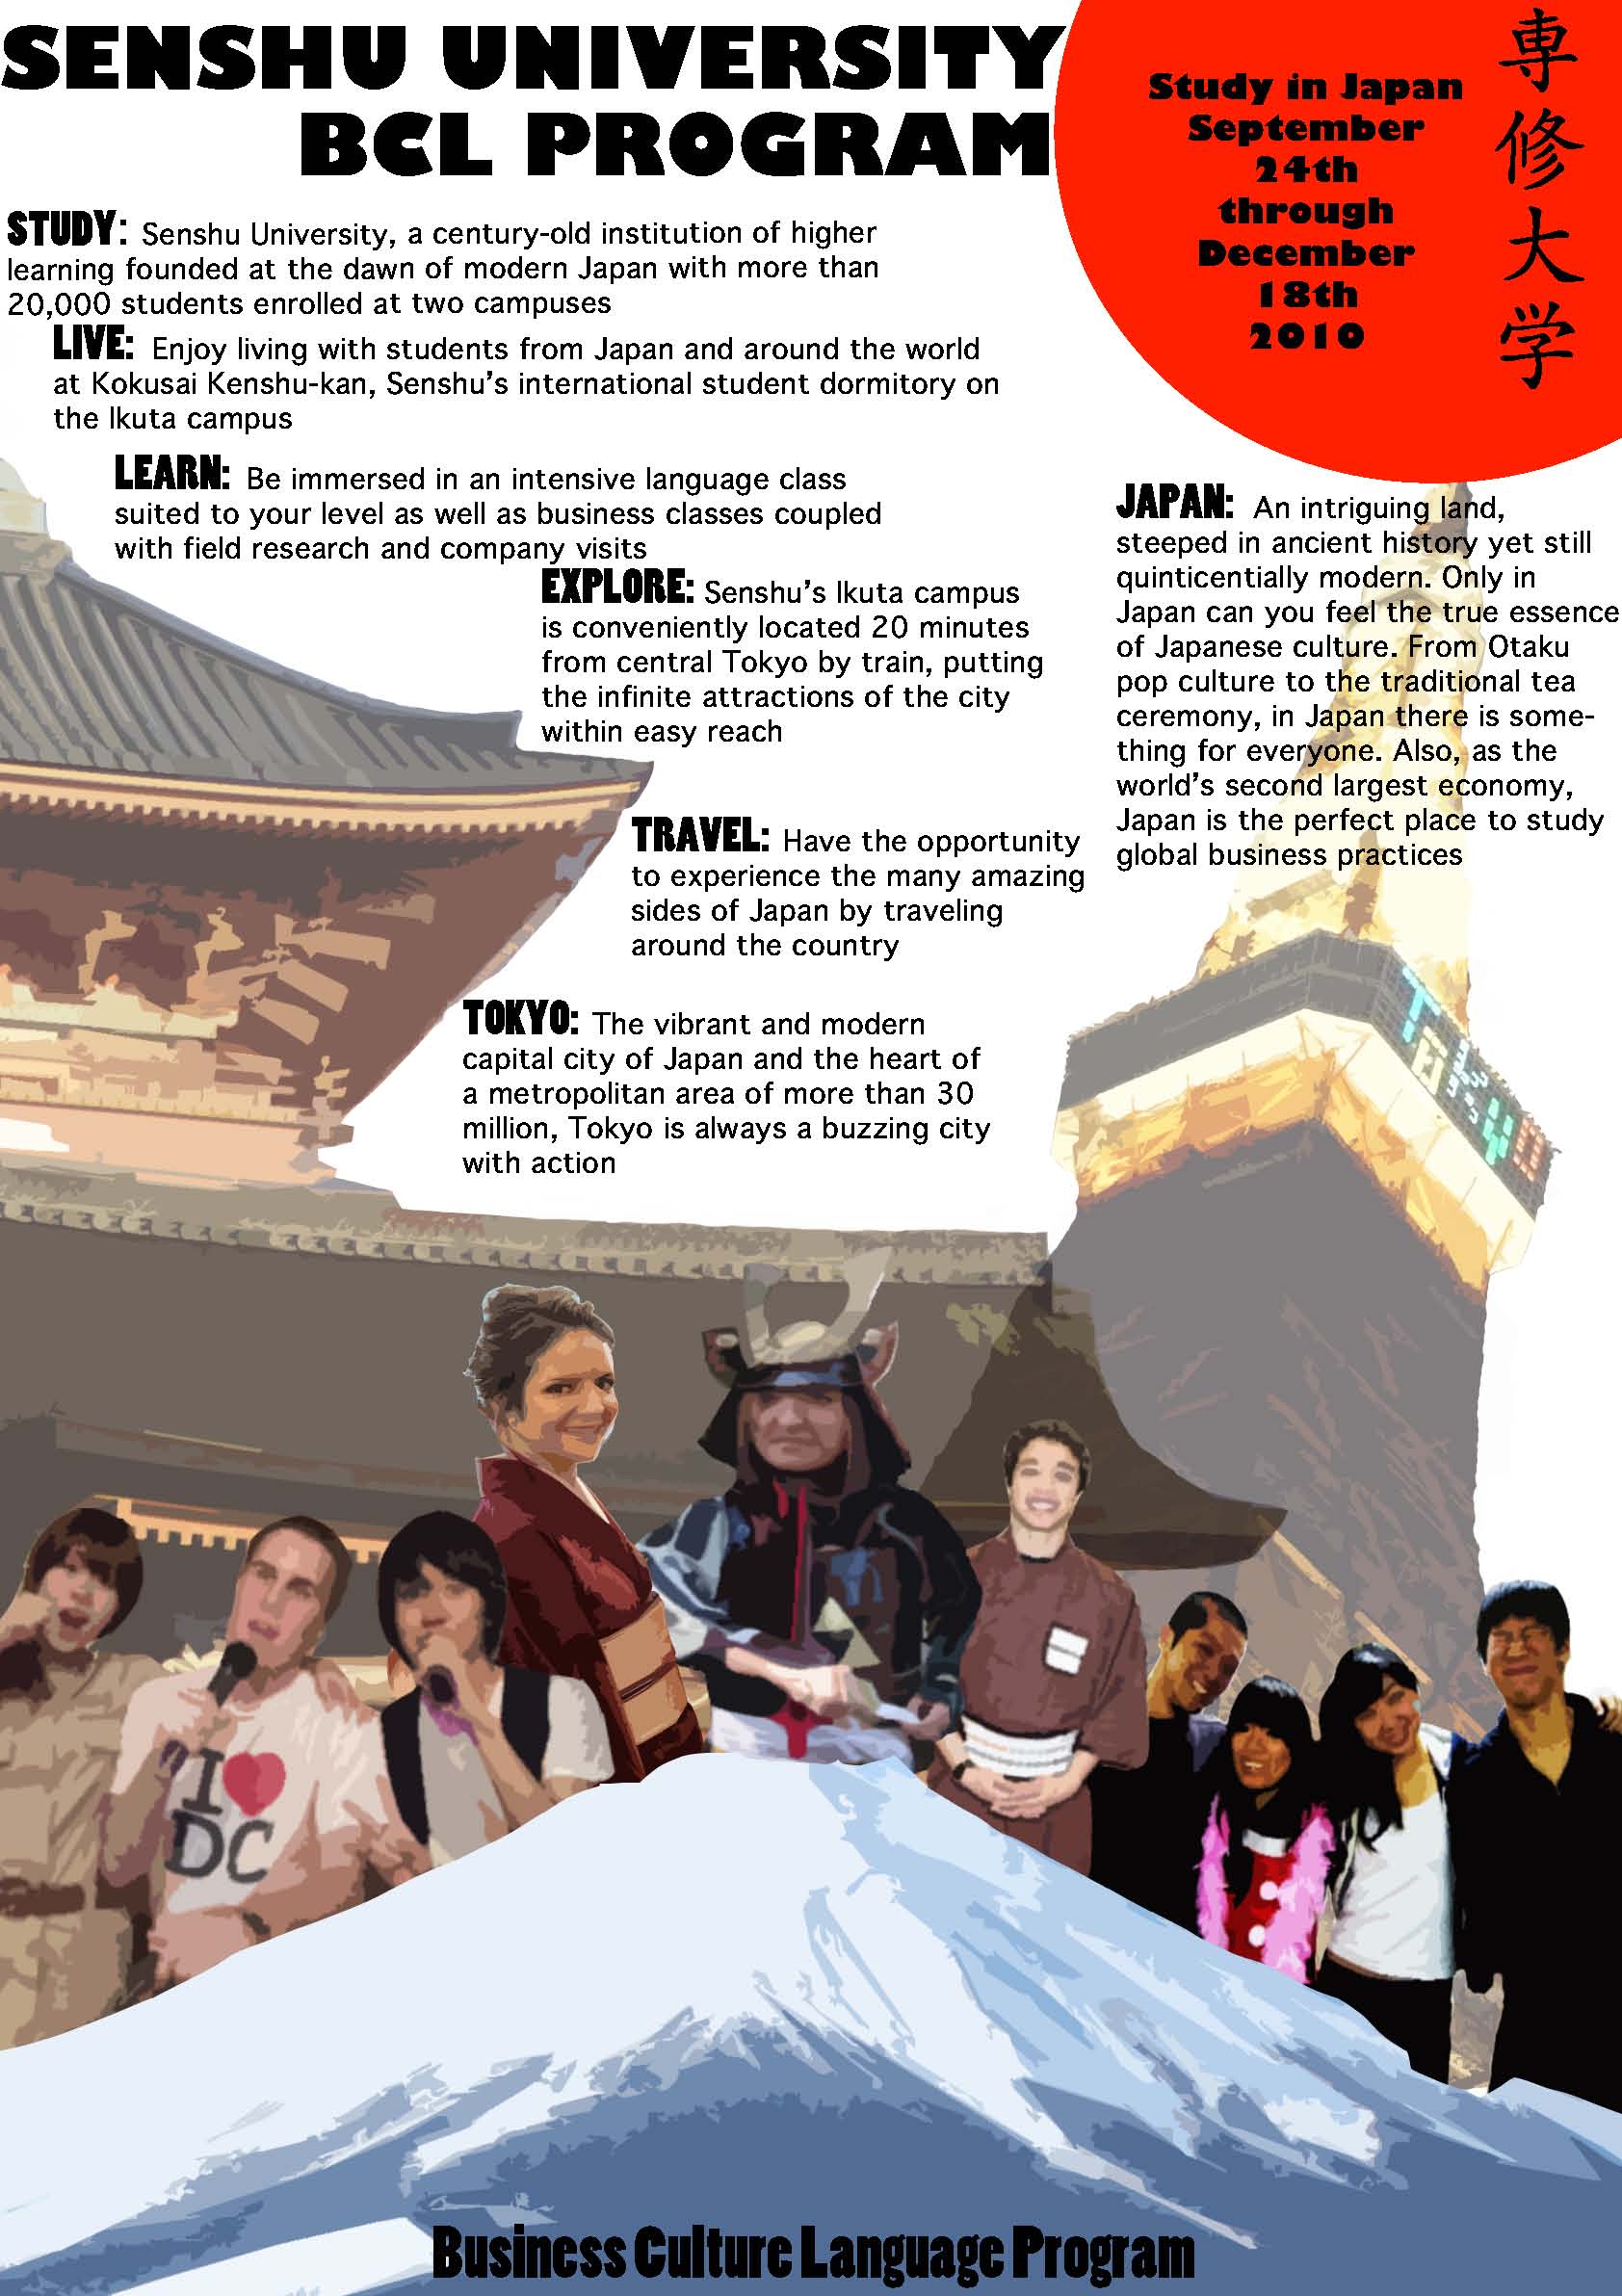 SENSHU UNIVERSITY
BCL PROGRAM
Study in Japan
September
24th
through
December
18th
2010
専修大学
STUDY: Senshu University, a century-old institution of higher
learning founded at the dawn of modern Japan with more than
20,000 students enrolled at two campuses
LIVE: Enjoy living with students from Japan and around the world
at Kokusai Kenshu-kan, Senshu's international student dormitory on
the Ikuta campus
LEARN: Be immersed in an intensive language class
suited to your level as well as business classes coupled
with field research and company visits
EXPLORE: Senshu's Ikuta campus
is conveniently located 20 minutes
from central Tokyo by train, putting
the infinite attractions of the city
within easy reach
JAPAN: An intriguing land,
steeped in ancient history yet still
quinticentially modern. Only in
Japan can you feel the true essence
of Japanese culture. From Otaku
pop culture to the traditional tea
ceremony, in Japan there is some-
thing for everyone. Also, as the
world's second largest economy,
Japan is the perfect place to study
global business practices
TRAVEL: Have the opportunity
to experience the many amazing
sides of Japan by traveling
around the country
TOKYO: The vibrant and modern
capital city of Japan and the heart of
a metropolitan area of more than 30
million, Tokyo is always a buzzing city
with action
I
DC
Business Culture Language Program